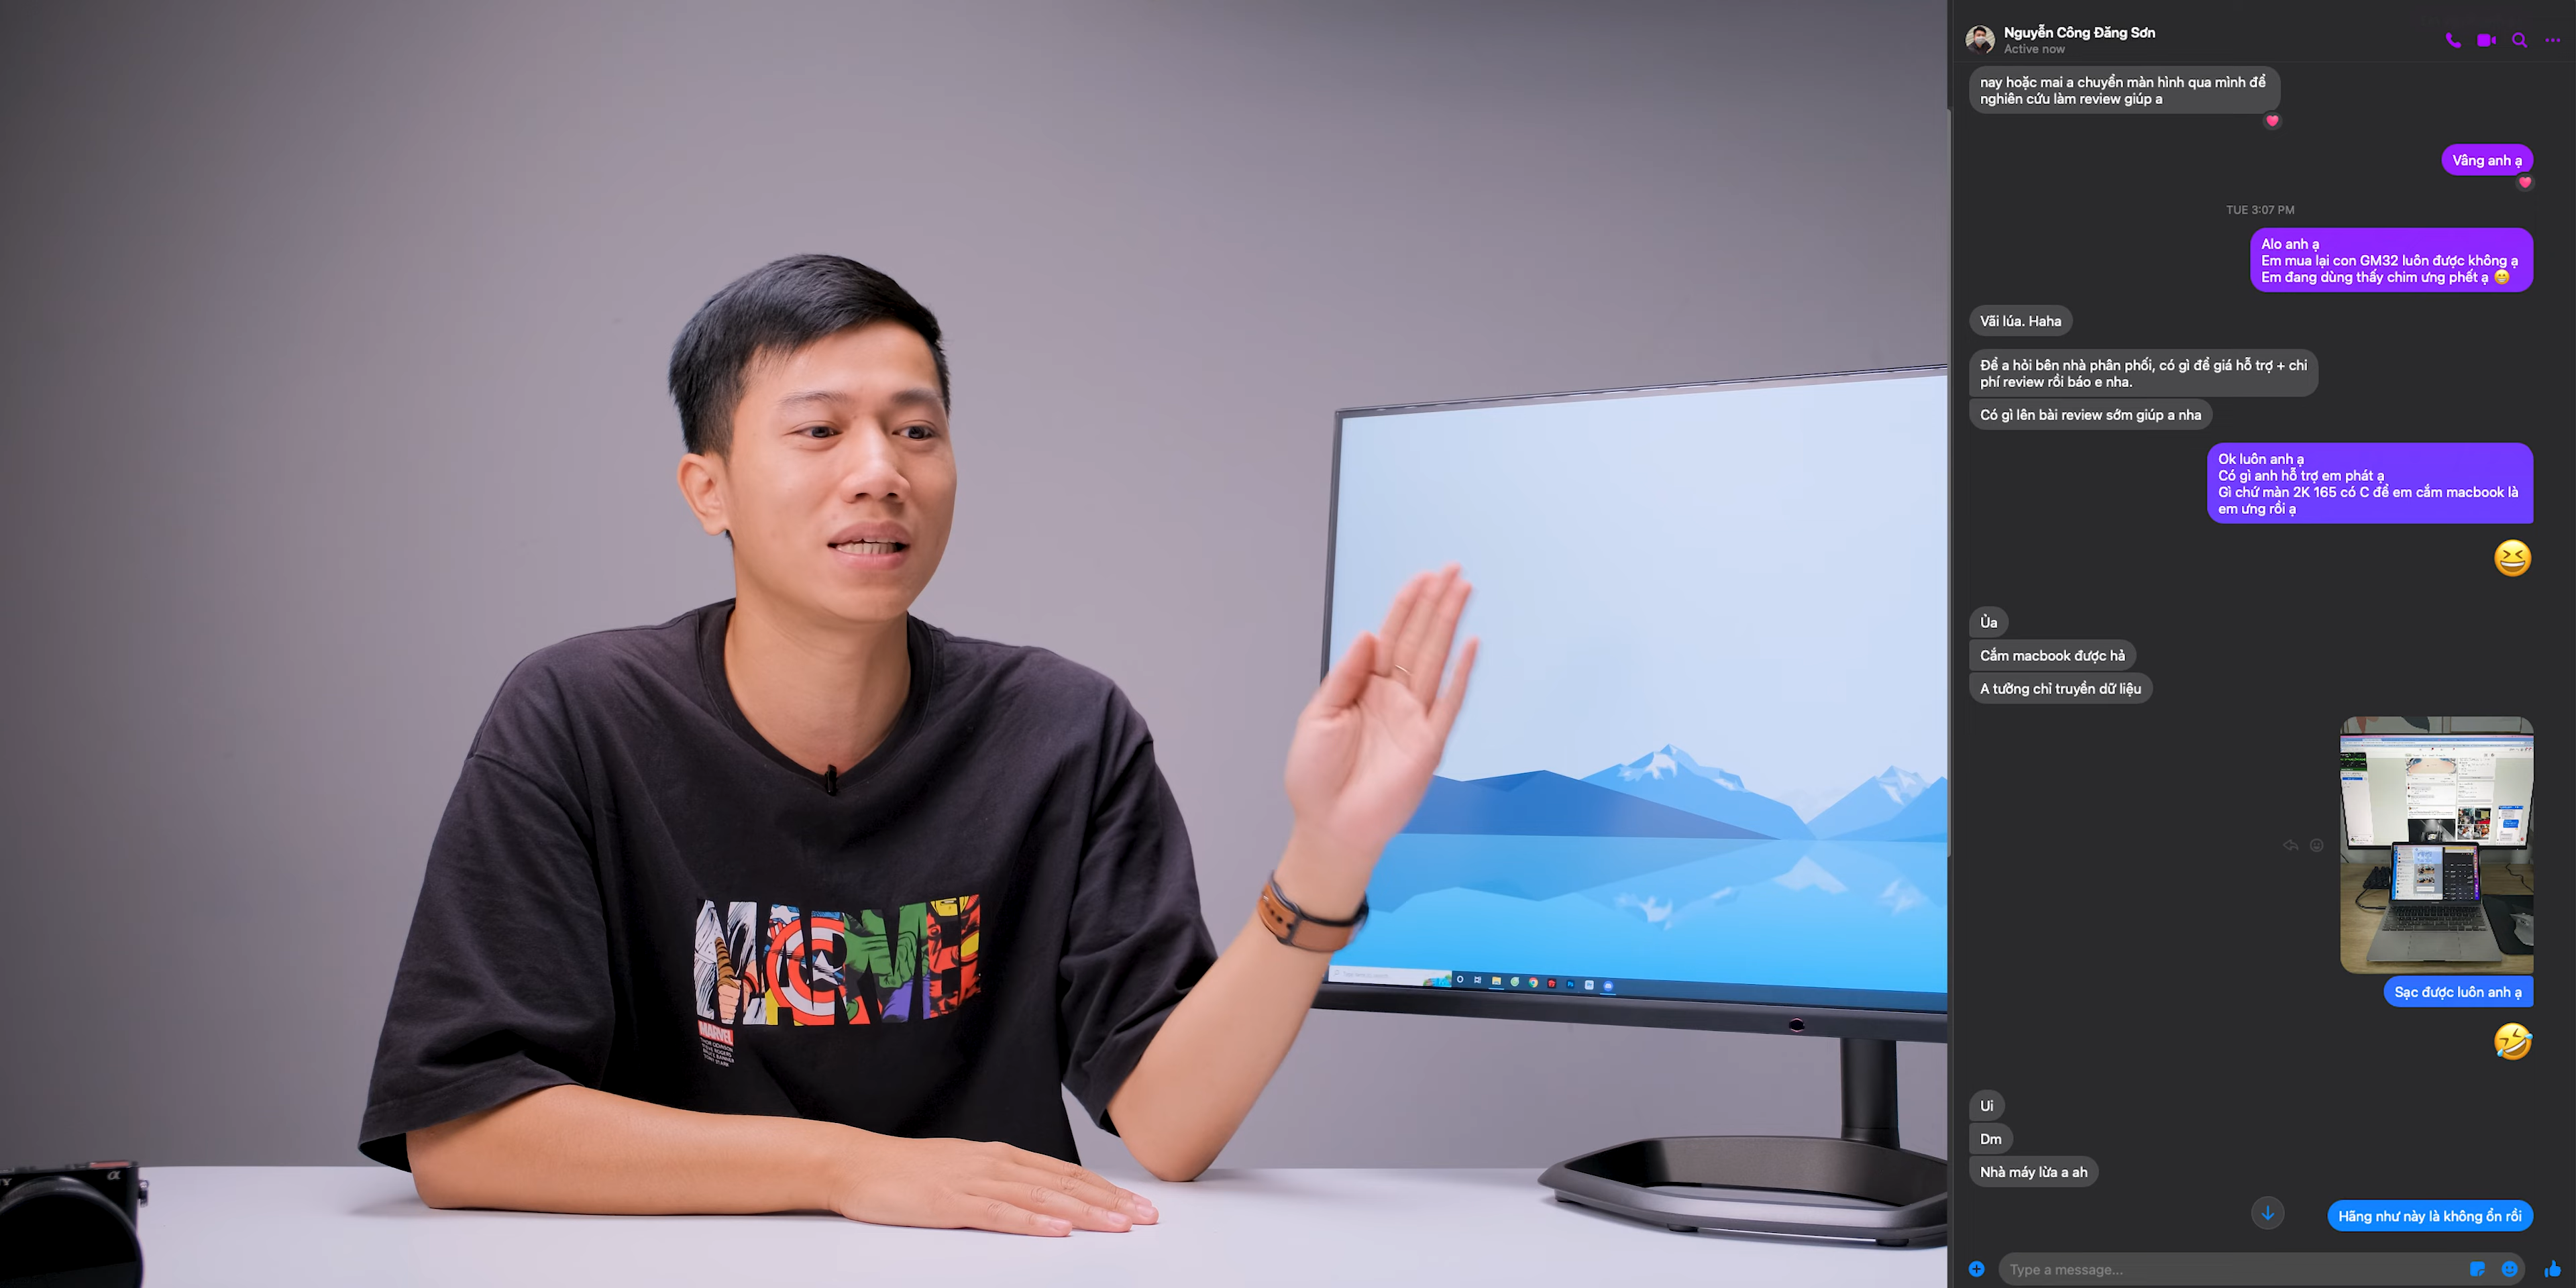 Nguyễn Công Đăng Sơn
Active now
nay hoặc mai a chuyển màn hình qua mình để
nghiên cứu làm review giúp a
Vâng anh ạ
TUE 3:07 PM
Alo anh ạ
Em mua lại con GM32 luôn được không ạ
Em đang dùng thấy chim ưng phết ạ 😁
Vãi lúa. Haha
Để a hỏi bên nhà phân phối, có gì để giá hỗ trợ + chi
phí review rồi báo e nha.
Có gì lên bài review sớm giúp a nha
Ok luôn anh ạ
Có gì anh hỗ trợ em phát ạ
Gì chứ màn 2K 165 có C để em cắm macbook là
em ưng rồi ạ
Ủa
Cắm macbook được hả
A tưởng chỉ truyền dữ liệu
Sạc được luôn anh ạ
Ui
Dm
Nhà máy lừa a ah
Hãng như này là không ổn rồi
Type a message...
MARVEL
MARVEL
α